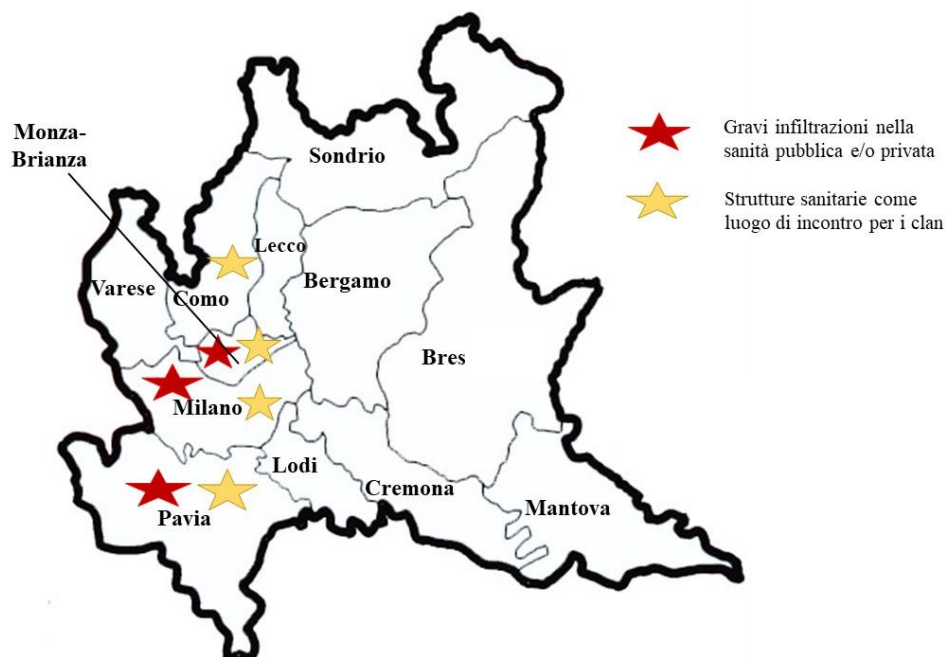 Monza-
Brianza
Sondrio
Lecco
Varese
Como
Bergamo
Bres
Milano
Lodi
Cremona
Pavia
Mantova
Gravi infiltrazioni nella
sanità pubblica e/o privata
Strutture sanitarie come
luogo di incontro per i clan